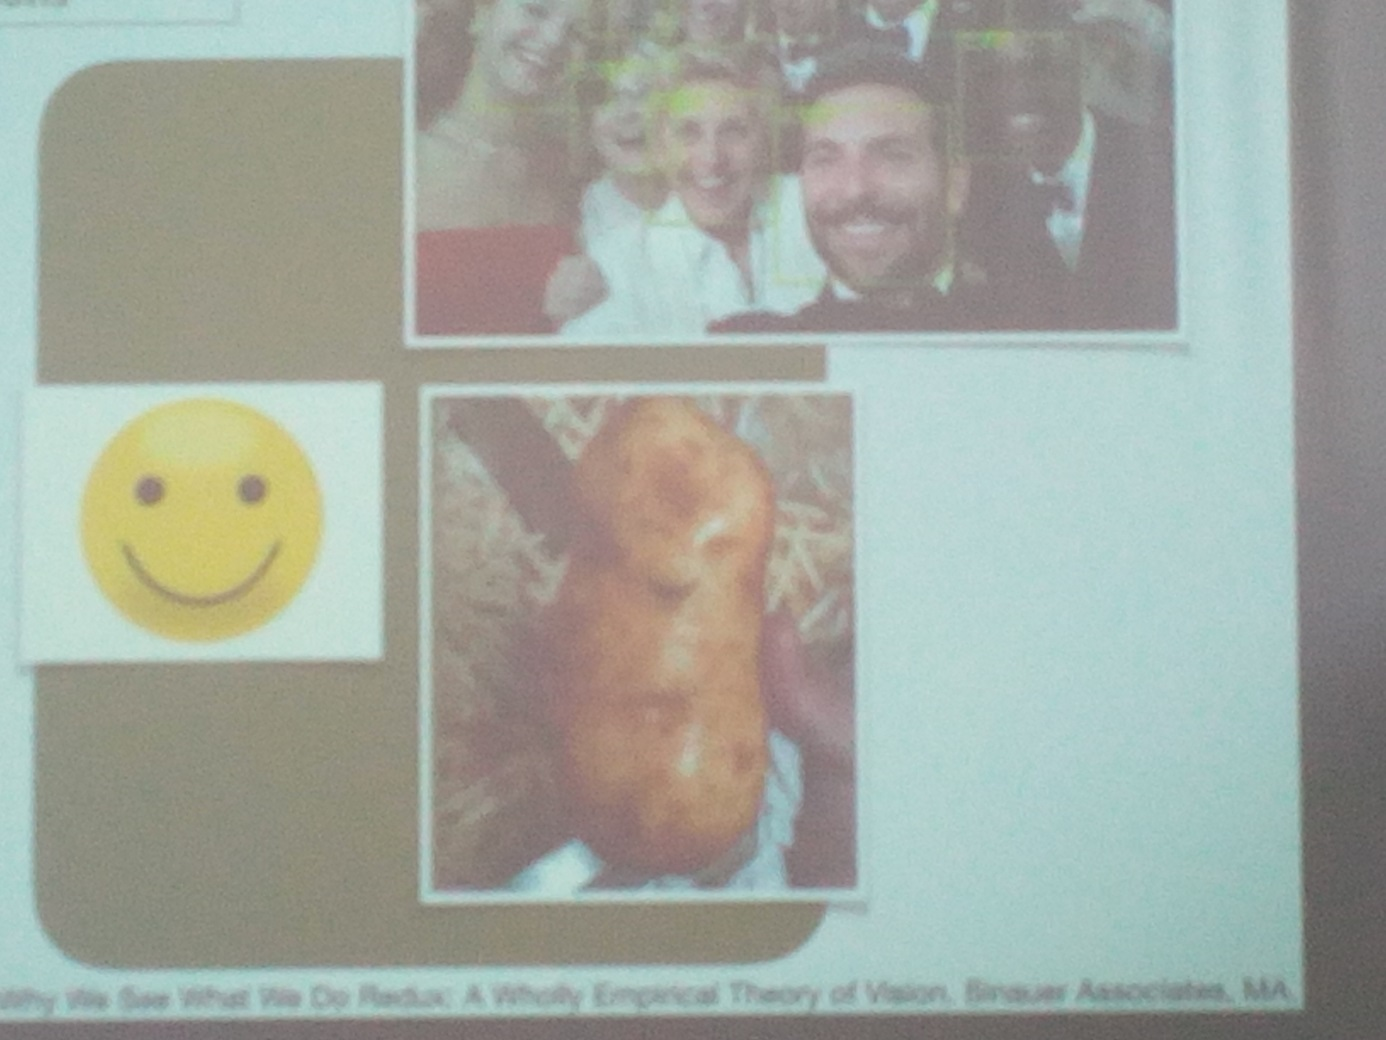 Why We See What We Do Redux: A Wholly Empirical Theory of Vision. Sinauer Associates, MA.